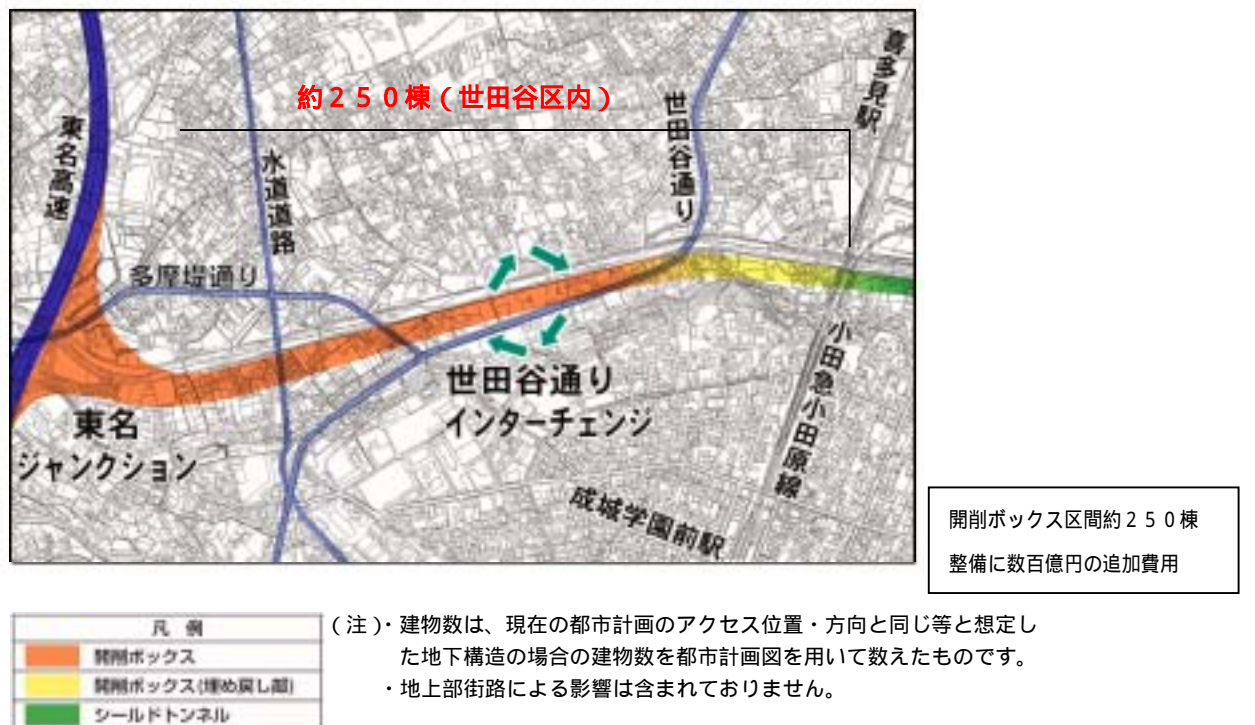 約２５０棟（世田谷区内）
東名高速
水道道路
世田谷通り
喜多見駅
多摩堤通り
世田谷通り
インターチェンジ
東名
ジャンクション
小田急小田原線
成城学園前駅
開削ボックス区間約２５０棟
整備に数百億円の追加費用
凡 例
開削ボックス
開削ボックス(埋め戻し部)
シールドトンネル
（注）・建物数は、現在の都市計画のアクセス位置・方向と同じ等と想定し
た地下構造の場合の建物数を都市計画図を用いて数えたものです。
・地上部街路による影響は含まれておりません。